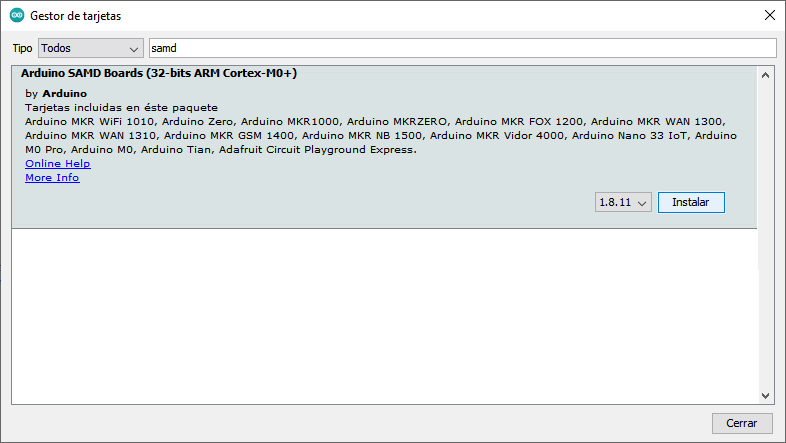 Gestor de tarjetas
Tipo Todos samd
Arduino SAMD Boards (32-bits ARM Cortex-M0+)
by Arduino
Tarjetas incluidas en éste paquete
Arduino MKR WiFi 1010, Arduino Zero, Arduino MKR1000, Arduino MKRZERO, Arduino MKR FOX 1200, Arduino MKR WAN 1300,
Arduino MKR WAN 1310, Arduino MKR GSM 1400, Arduino MKR NB 1500, Arduino MKR Vidor 4000, Arduino Nano 33 IoT, Arduino
M0 Pro, Arduino M0, Arduino Tian, Adafruit Circuit Playground Express.
Online Help
More Info
1.8.11 Instalar
Cerrar